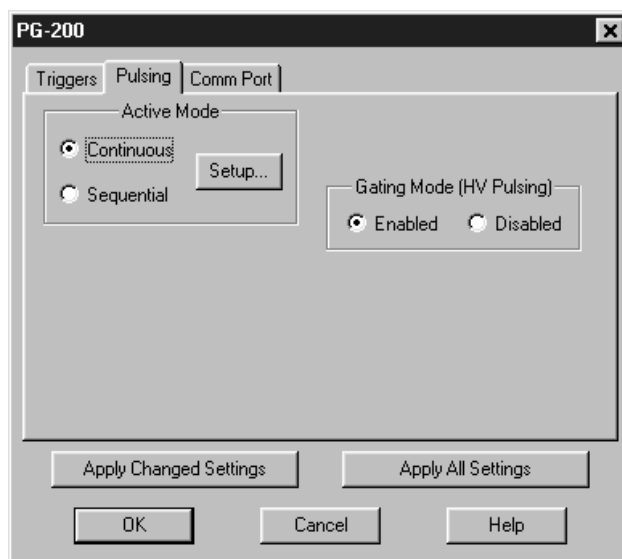 PG-200
Triggers Pulsing Comm Port
Active Mode
Continuous
Setup...
Sequential
Gating Mode (HV Pulsing)
Enabled Disabled
Apply Changed Settings Apply All Settings
OK Cancel Help